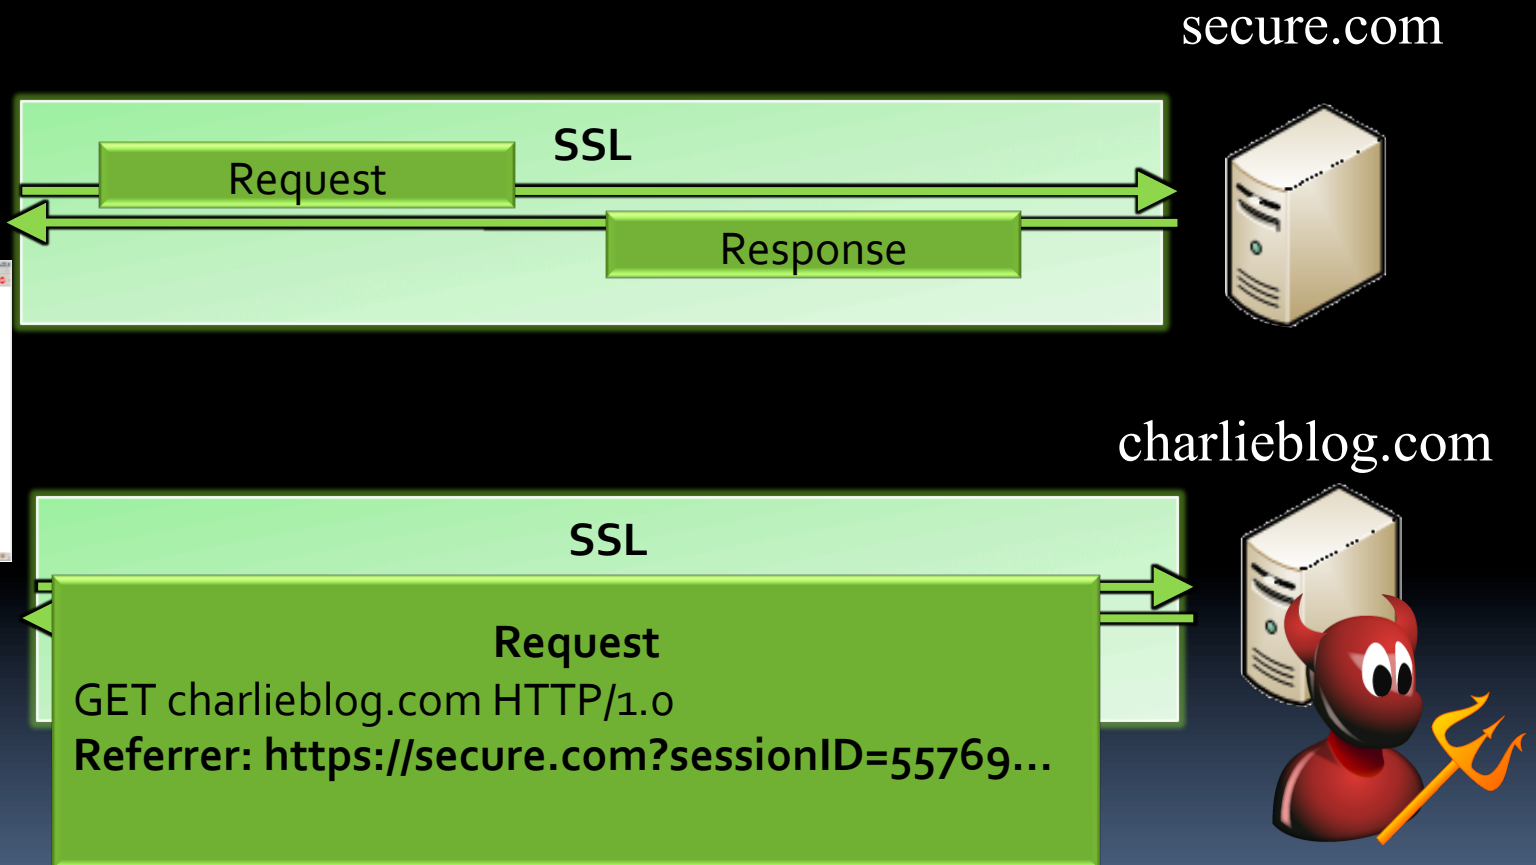 secure.com
SSL
Request
Response
charlieblog.com
SSL
Request
GET charlieblog.com HTTP/1.0
Referrer: https://secure.com?sessionID=55769...